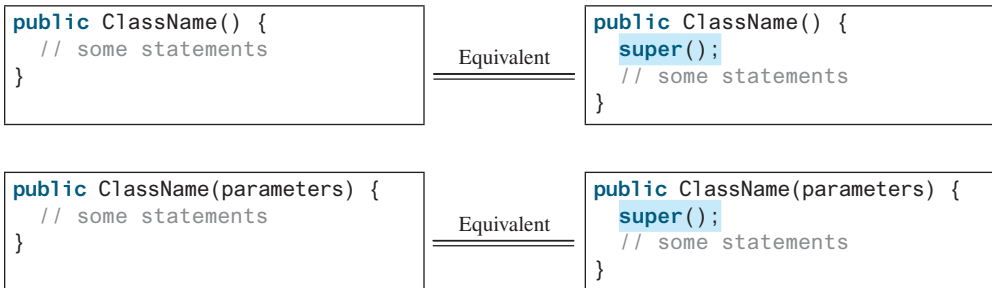 public ClassName() {
// some statements
}
Equivalent
public ClassName() {
super();
// some statements
}
public ClassName(parameters) {
// some statements
}
Equivalent
public ClassName(parameters) {
super();
// some statements
}